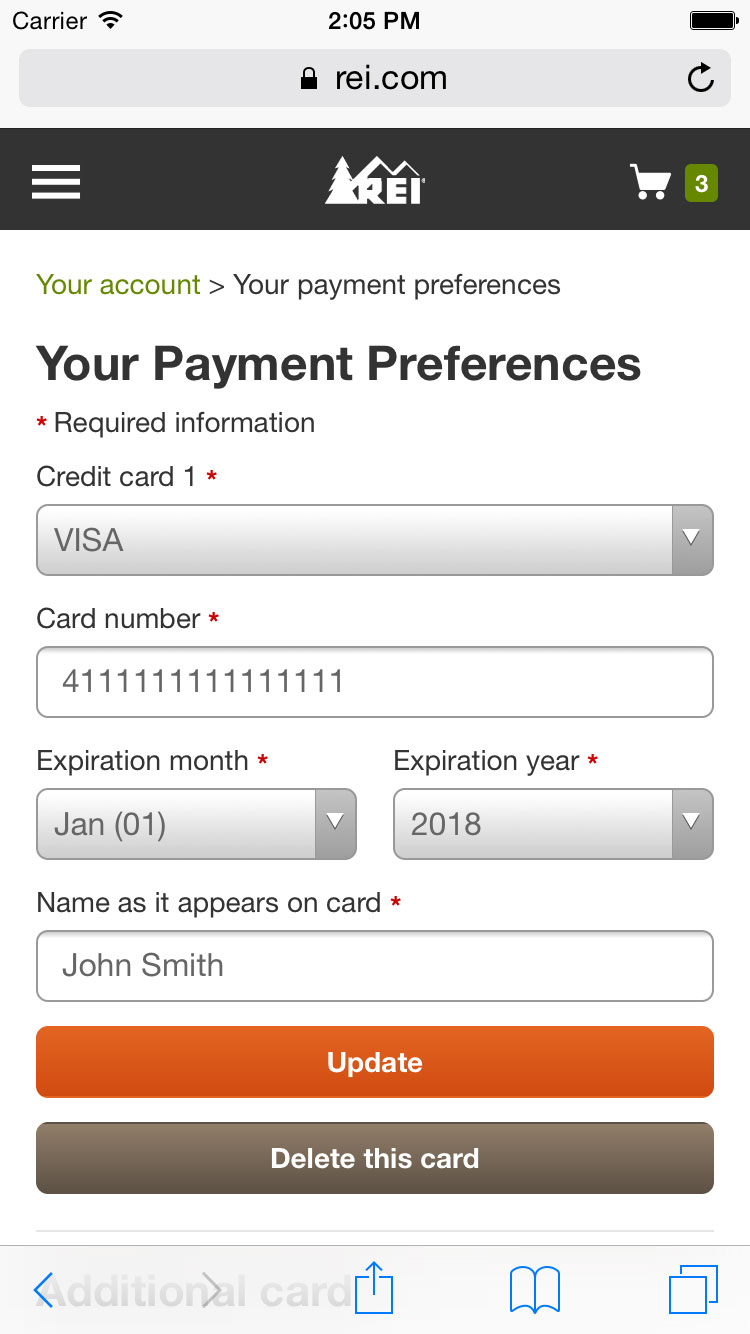 Carrier 2:05 PM
rei.com
REI 3
Your account > Your payment preferences
Your Payment Preferences
* Required information
Credit card 1 *
VISA
Card number *
4111111111111111
Expiration month * Expiration year *
Jan (01) 2018
Name as it appears on card *
John Smith
Update
Delete this card
Additional card